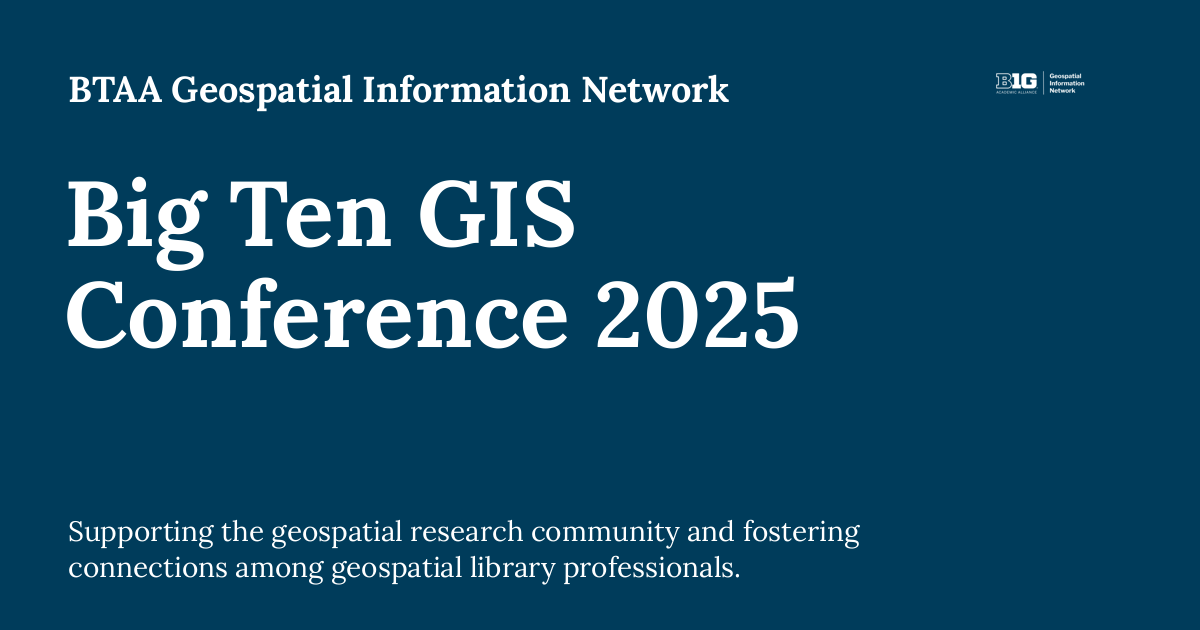 BTAA Geospatial Information Network
B1G
ACADEMIC ALLIANCE
Geospatial
Information
Network
Big Ten GIS
Conference 2025
Supporting the geospatial research community and fostering
connections among geospatial library professionals.